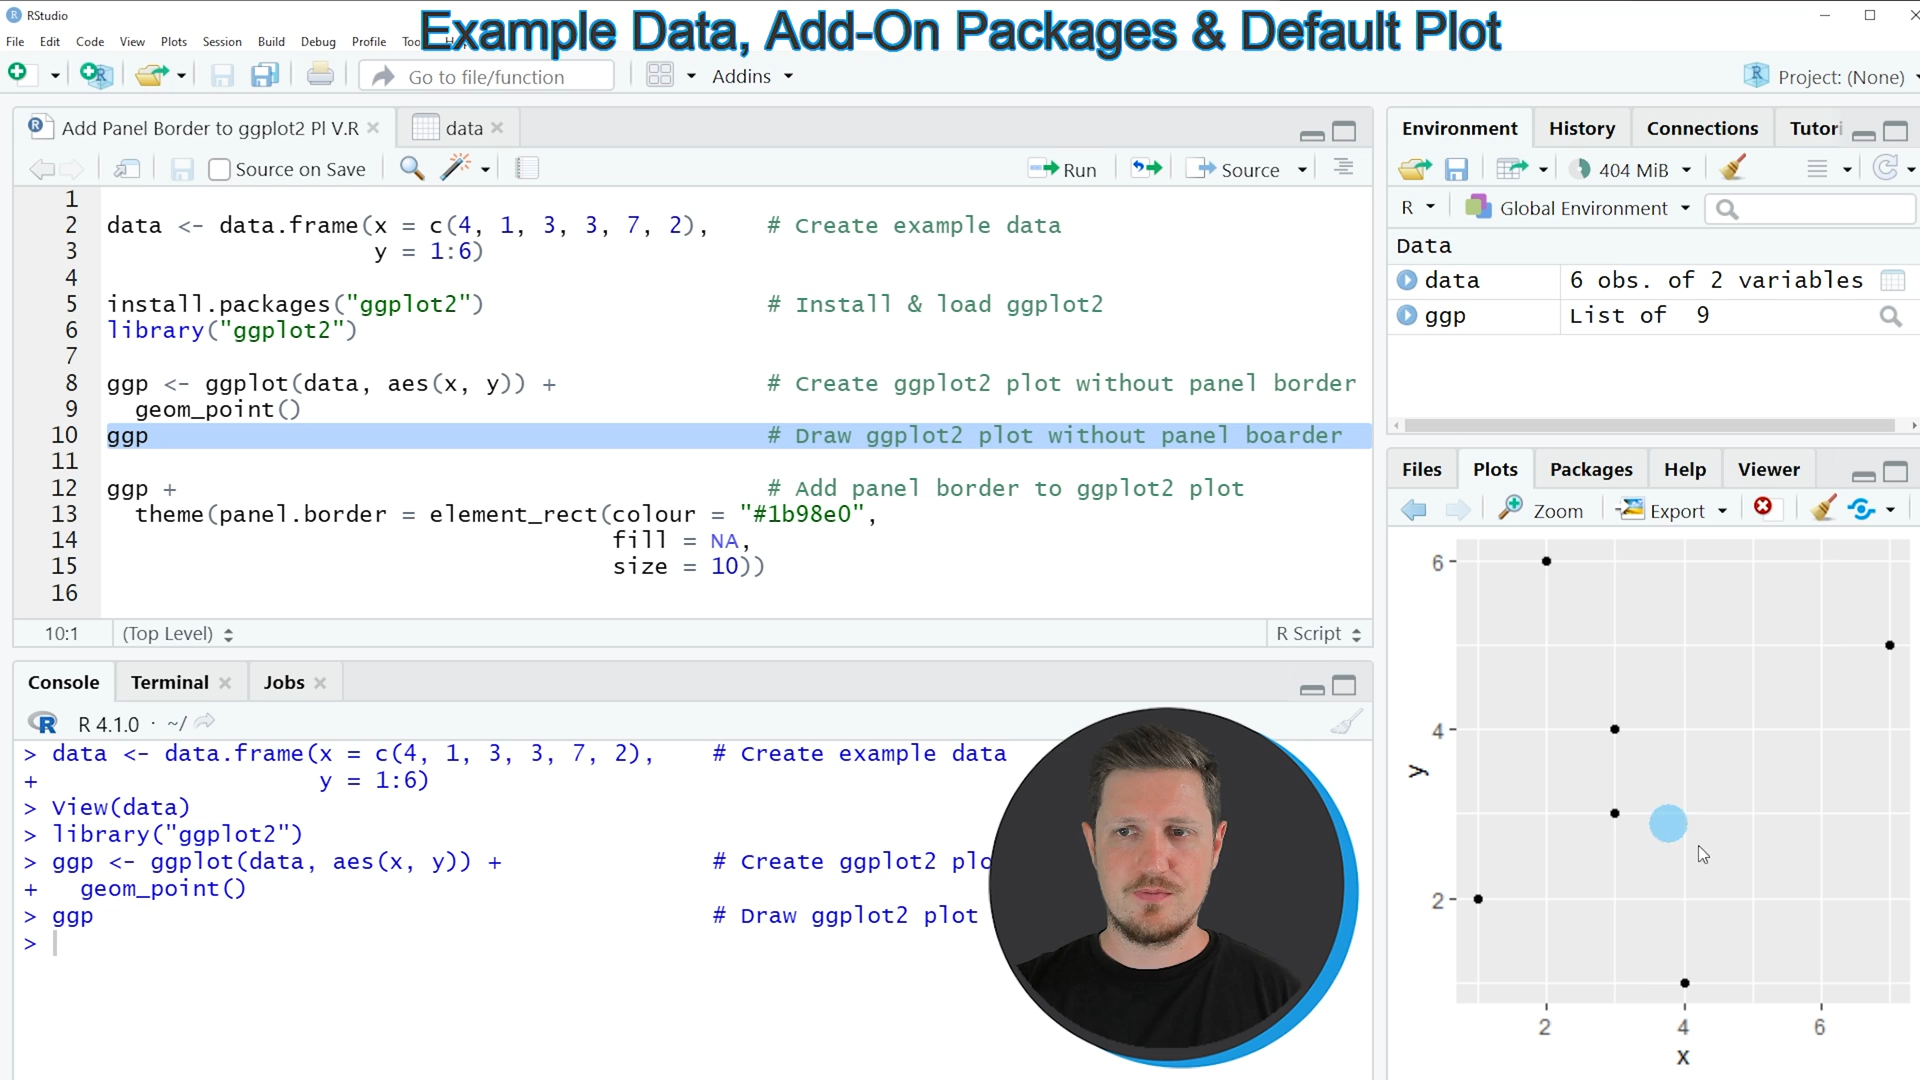 RStudio
Example Data, Add-On Packages & Default Plot
File Edit Code View Plots Session Build Debug Profile
Go to file/function Addins Project: (None)
Add Panel Border to ggplot2 Pl V.R data
Source on Save Run Source
1
2 data <- data.frame(x = c(4, 1, 3, 3, 7, 2), # Create example data
3 y = 1:6)
4
5 install.packages("ggplot2") # Install & load ggplot2
6 library("ggplot2")
7
8 ggp <- ggplot(data, aes(x, y)) + # Create ggplot2 plot without panel border
9 geom_point()
10 ggp # Draw ggplot2 plot without panel boarder
11
12 ggp + # Add panel border to ggplot2 plot
13 theme(panel.border = element_rect(colour = "#1b98e0",
14 fill = NA,
15 size = 10))
16
10:1 (Top Level) R Script
Console Terminal Jobs
R 4.1.0 · ~/
> data <- data.frame(x = c(4, 1, 3, 3, 7, 2), # Create example data
+ y = 1:6)
> View(data)
> library("ggplot2")
> ggp <- ggplot(data, aes(x, y)) + # Create ggplot2 plo
+ geom_point()
> ggp # Draw ggplot2 plot
>
Environment History Connections Tutori
404 MiB
R Global Environment
Data
data 6 obs. of 2 variables
ggp List of 9
Files Plots Packages Help Viewer
Zoom Export
6
4
y
2
2 4 6
x